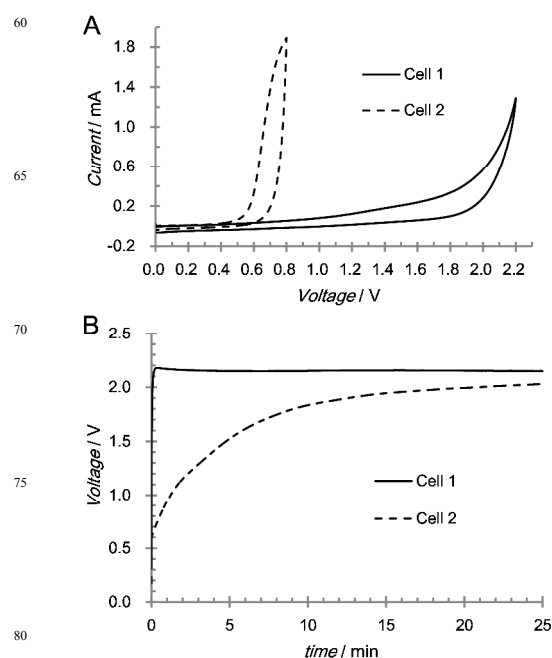 60
A
1.8
1.4
1.0
0.6
0.2
-0.2
Current / mA
Cell 1
Cell 2
0.0 0.2 0.4 0.6 0.8 1.0 1.2 1.4 1.6 1.8 2.0 2.2
Voltage / V
65
70
B
2.5
2.0
1.5
1.0
0.5
0.0
Voltage / V
Cell 1
Cell 2
0 5 10 15 20 25
time / min
75
80